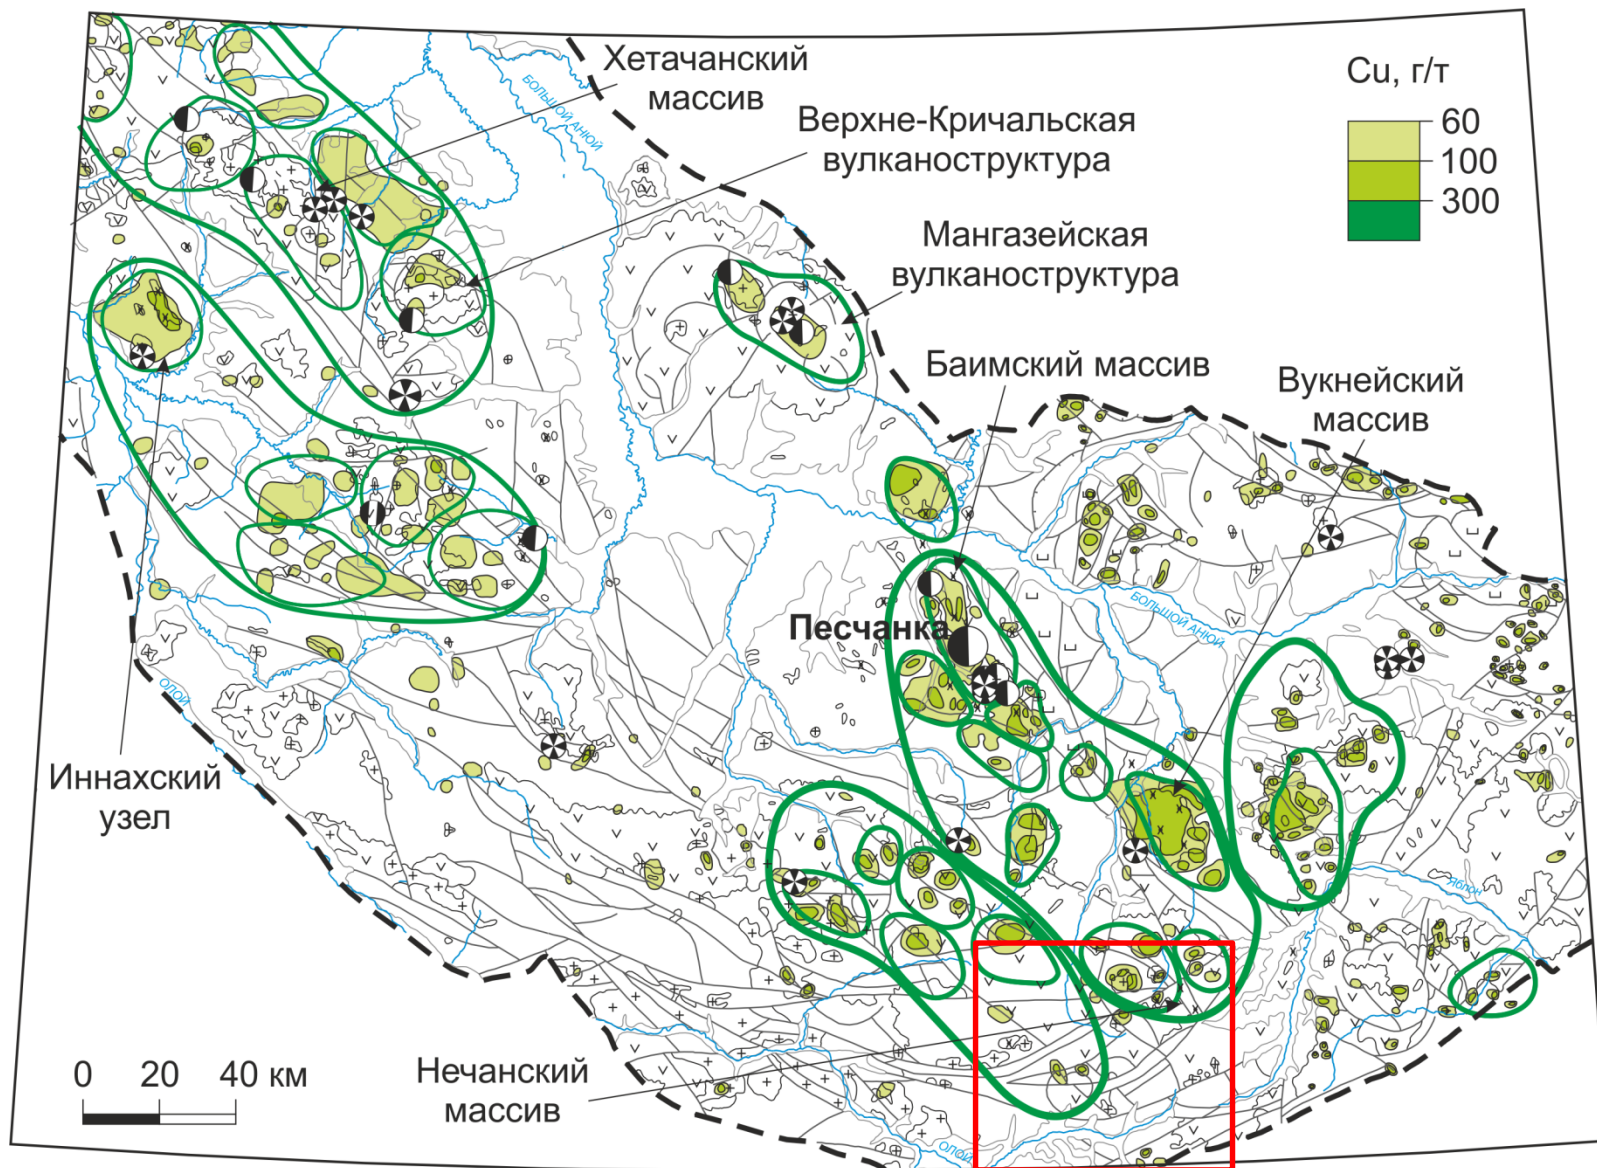 Хетачанский
массив
Верхне-Кричальская
вулканоструктура
Мангазейская
вулканоструктура
Cu, г/т
60
100
300
БОЛЬШОЙ АНЮЙ
Баимский массив
Вукнейский
массив
Песчанка
БОЛЬШОЙ АНЮЙ
ОЛОЙ
Иннахский
узел
Яблон
Нечанский
массив
0 20 40 км
ОЛОЙ